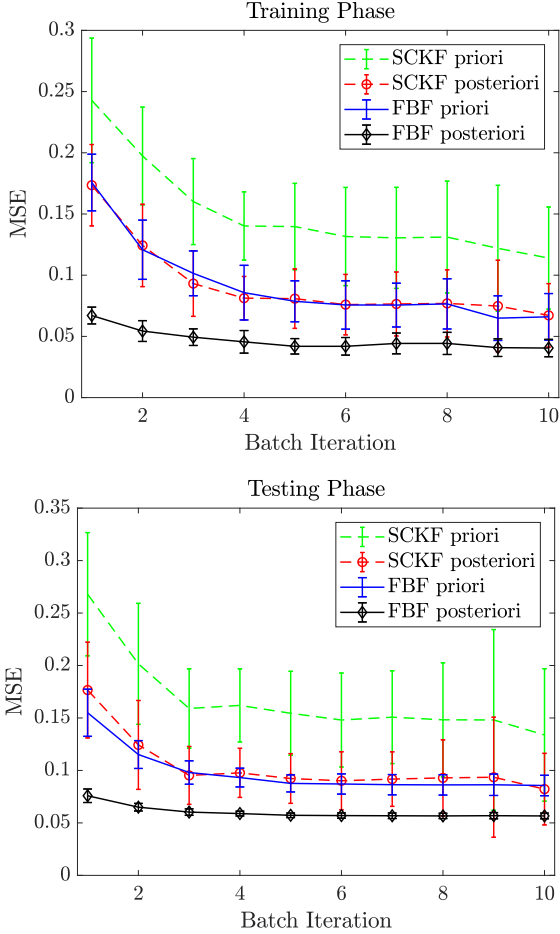 Training Phase
0.3
0.25
0.2
0.15
0.1
0.05
0
MSE
SCKF priori
SCKF posteriori
FBF priori
FBF posteriori
2 4 6 8 10
Batch Iteration
Testing Phase
0.35
0.3
0.25
0.2
0.15
0.1
0.05
0
MSE
SCKF priori
SCKF posteriori
FBF priori
FBF posteriori
2 4 6 8 10
Batch Iteration